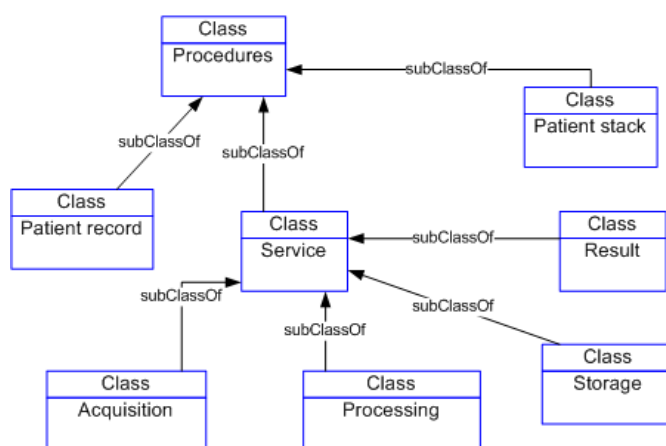 Class
Procedures
subClassOf
Class
Patient stack
subClassOf
subClassOf
Class
Patient record
Class
Service
subClassOf
Class
Result
subClassOf
subClassOf
subClassOf
Class
Acquisition
Class
Processing
Class
Storage